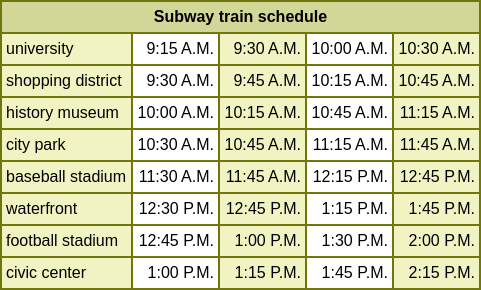 Subway train schedule
university 9:15 A.M. 9:30 A.M. 10:00 A.M. 10:30 A.M.
shopping district 9:30 A.M. 9:45 A.M. 10:15 A.M. 10:45 A.M.
history museum 10:00 A.M. 10:15 A.M. 10:45 A.M. 11:15 A.M.
city park 10:30 A.M. 10:45 A.M. 11:15 A.M. 11:45 A.M.
baseball stadium 11:30 A.M. 11:45 A.M. 12:15 P.M. 12:45 P.M.
waterfront 12:30 P.M. 12:45 P.M. 1:15 P.M. 1:45 P.M.
football stadium 12:45 P.M. 1:00 P.M. 1:30 P.M. 2:00 P.M.
civic center 1:00 P.M. 1:15 P.M. 1:45 P.M. 2:15 P.M.